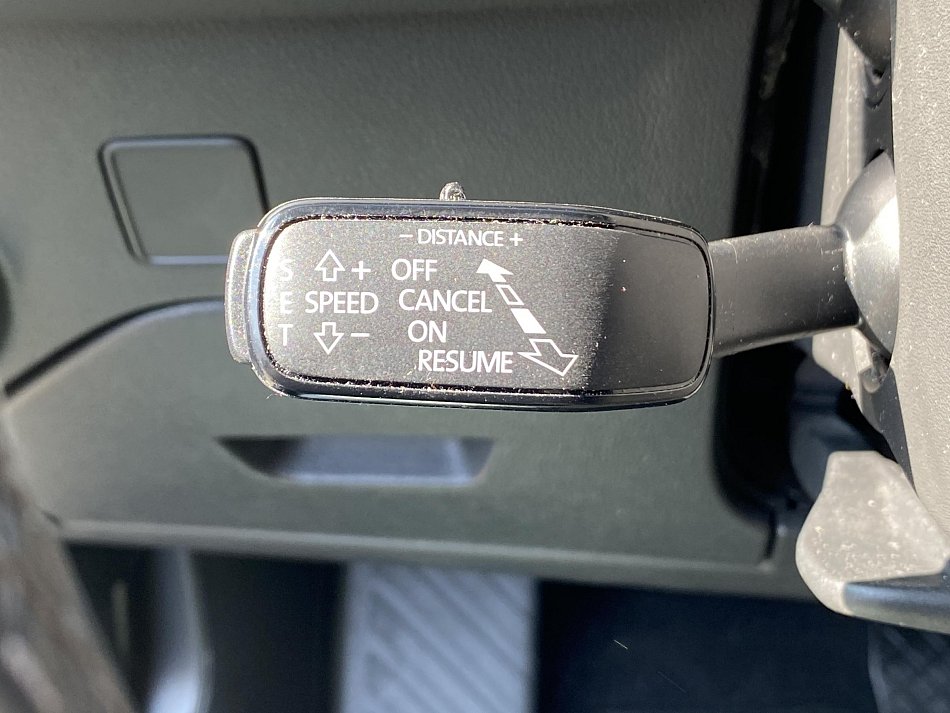 − DISTANCE +
S + OFF
E SPEED CANCEL
T − ON
RESUME